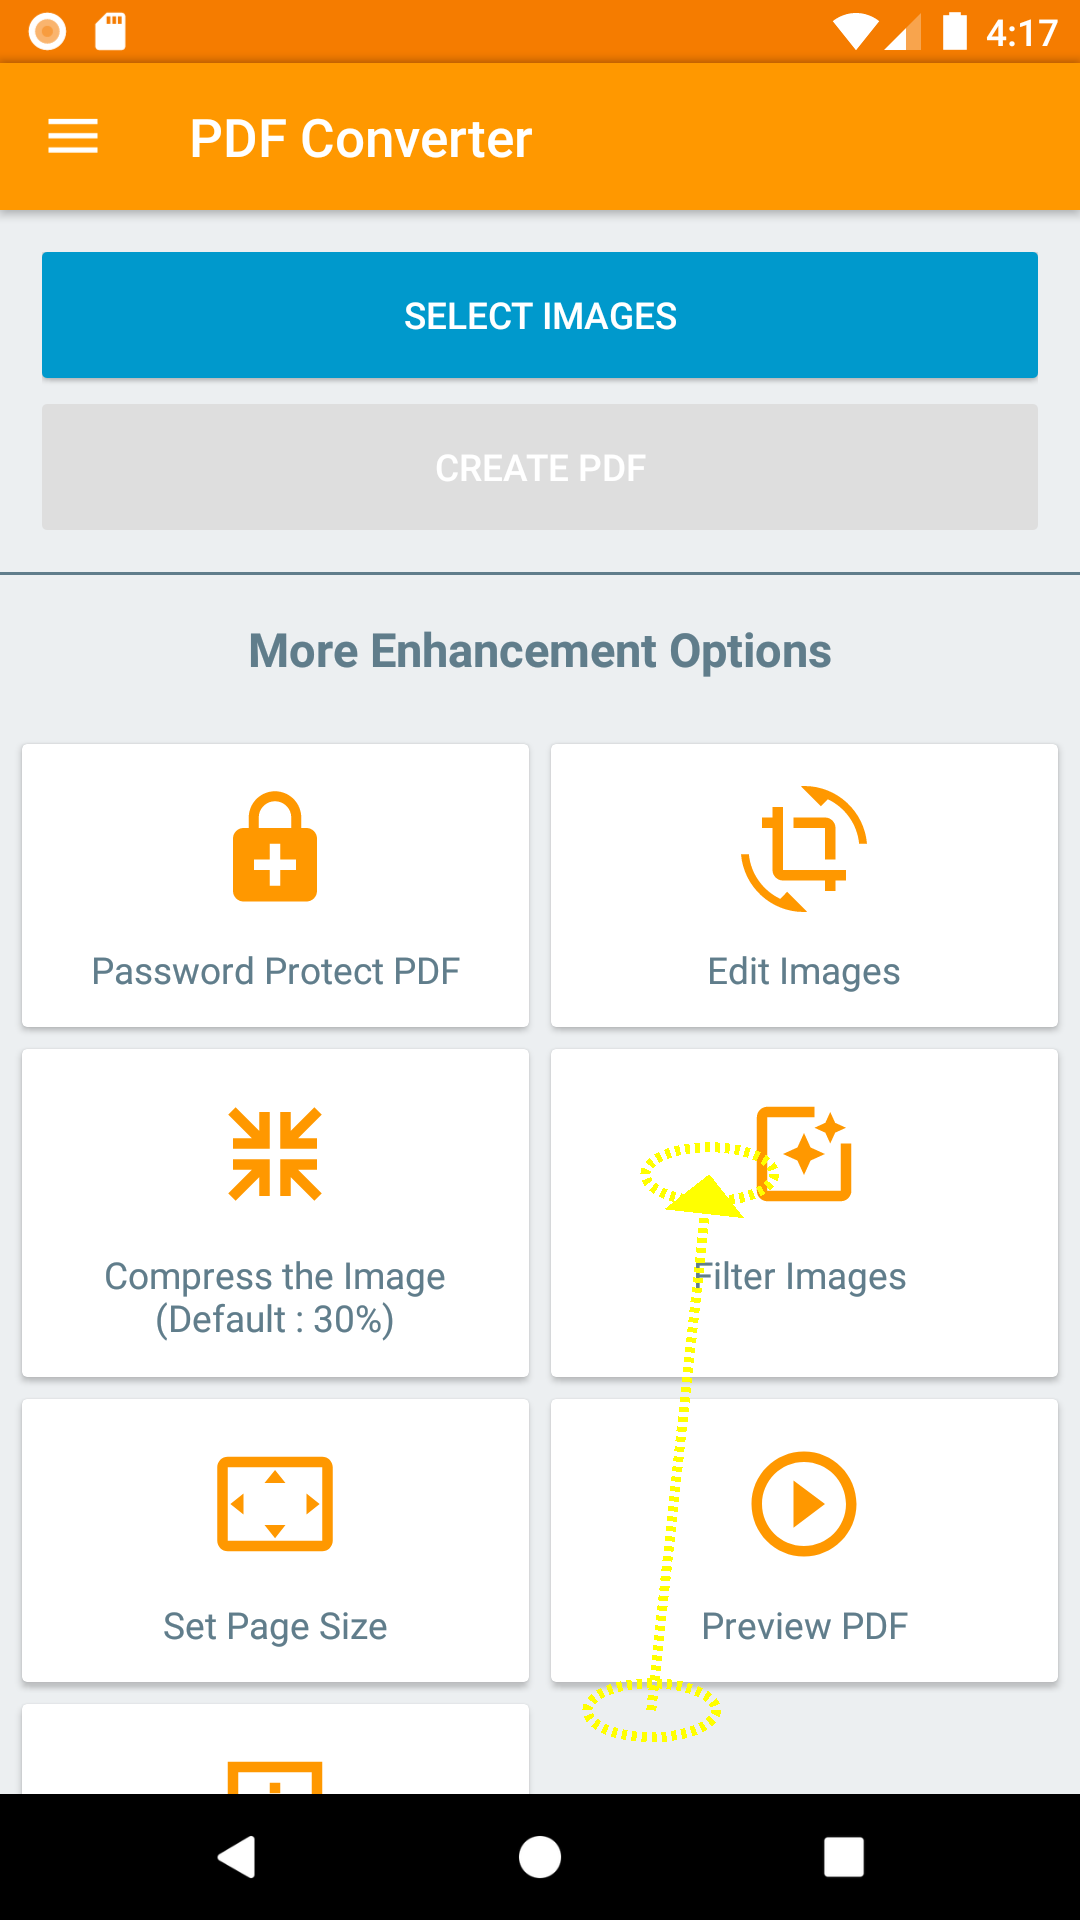 4:17
PDF Converter
SELECT IMAGES
CREATE PDF
More Enhancement Options
Password Protect PDF
Edit Images
Compress the Image
(Default : 30%)
Filter Images
Set Page Size
Preview PDF